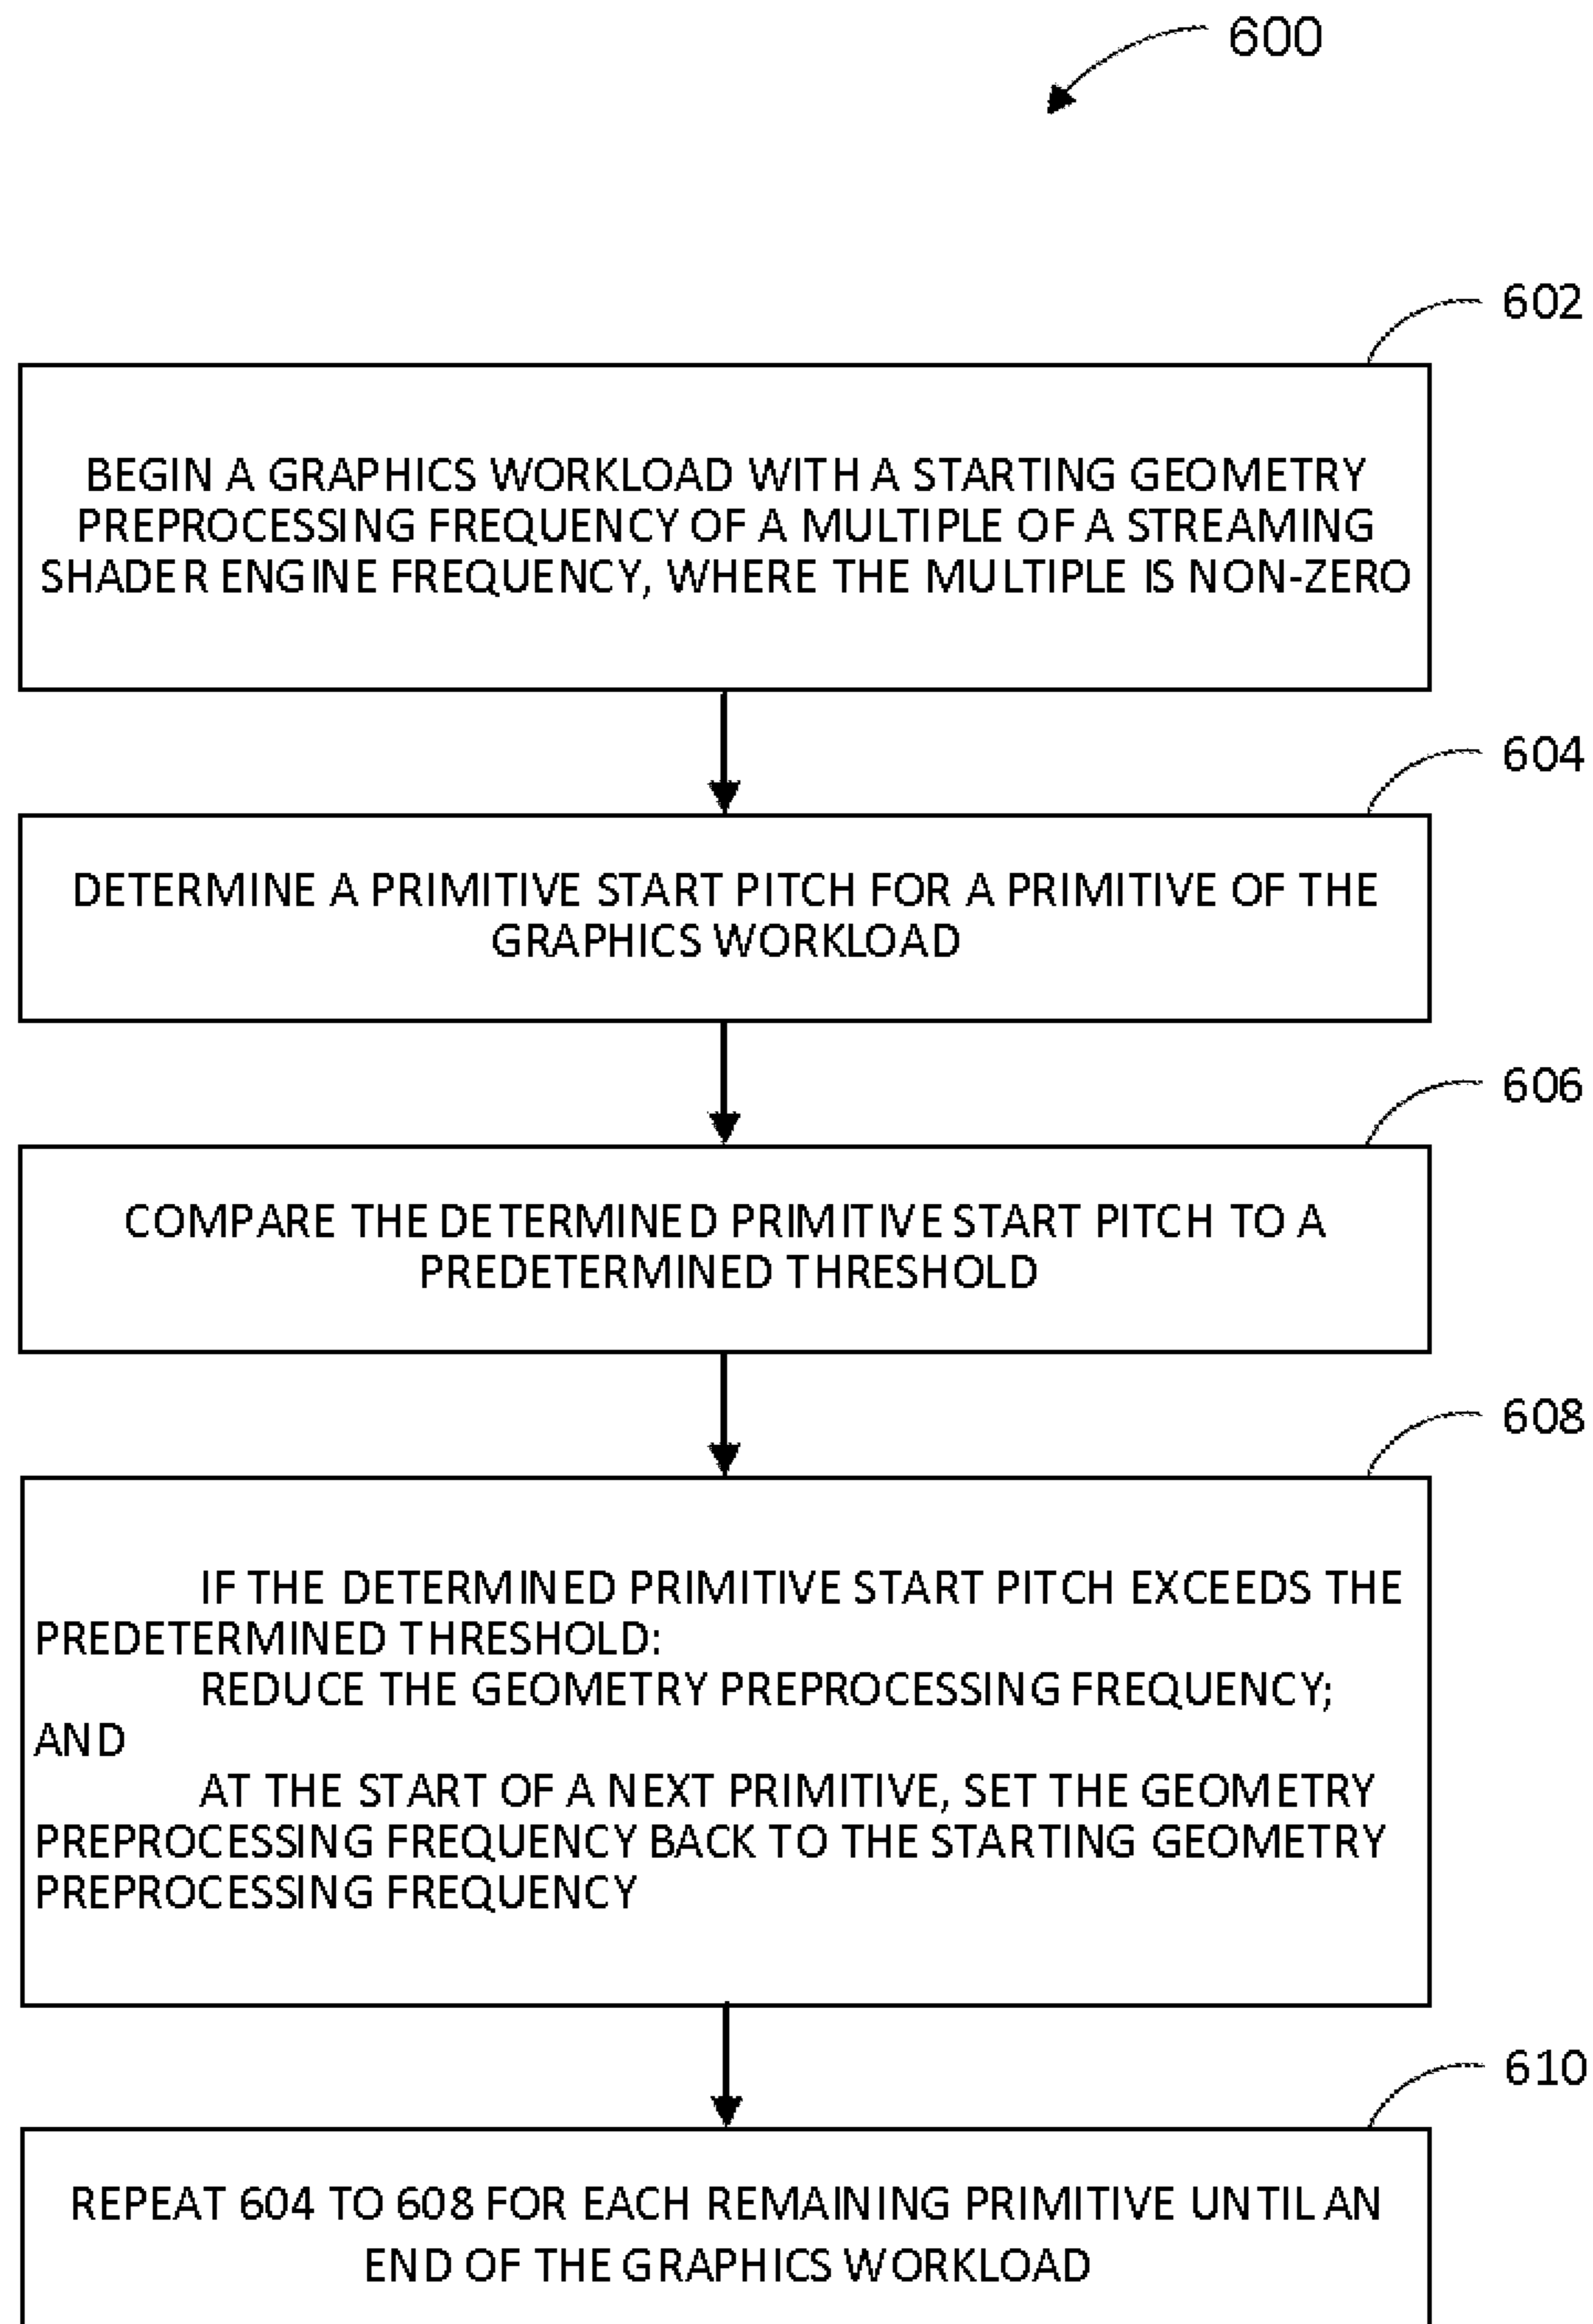 600
602
BEGIN A GRAPHICS WORKLOAD WITH A STARTING GEOMETRY
PREPROCESSING FREQUENCY OF A MULTIPLE OF A STREAMING
SHADER ENGINE FREQUENCY, WHERE THE MULTIPLE IS NON-ZERO
604
DETERMINE A PRIMITIVE START PITCH FOR A PRIMITIVE OF THE
GRAPHICS WORKLOAD
606
COMPARE THE DETERMINED PRIMITIVE START PITCH TO A
PREDETERMINED THRESHOLD
608
IF THE DETERMINED PRIMITIVE START PITCH EXCEEDS THE
PREDETERMINED THRESHOLD:
REDUCE THE GEOMETRY PREPROCESSING FREQUENCY;
AND
AT THE START OF A NEXT PRIMITIVE, SET THE GEOMETRY
PREPROCESSING FREQUENCY BACK TO THE STARTING GEOMETRY
PREPROCESSING FREQUENCY
610
REPEAT 604 TO 608 FOR EACH REMAINING PRIMITIVE UNTIL AN
END OF THE GRAPHICS WORKLOAD